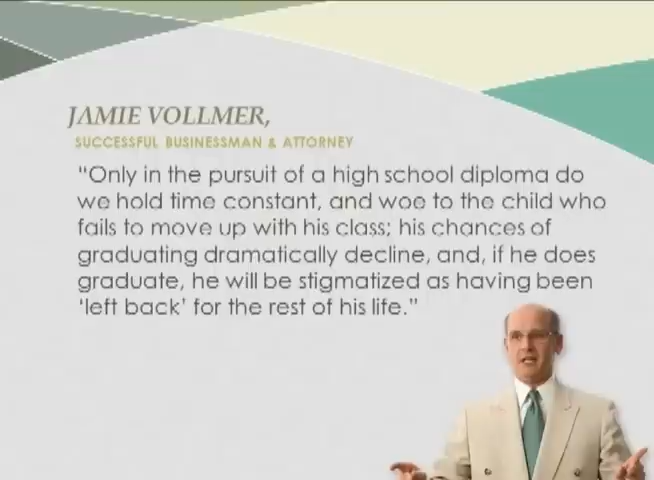 JAMIE VOLLMER,
SUCCESSFUL BUSINESSMAN & ATTORNEY
“Only in the pursuit of a high school diploma do
we hold time constant, and woe to the child who
fails to move up with his class; his chances of
graduating dramatically decline, and, if he does
graduate, he will be stigmatized as having been
‘left back’ for the rest of his life.”